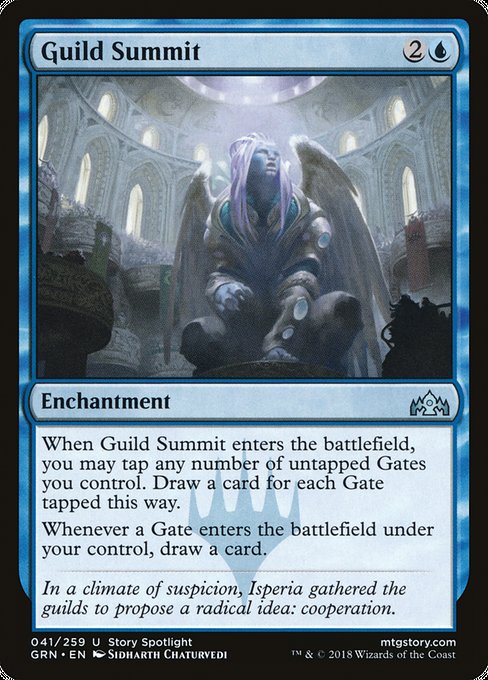 Guild Summit 2
Enchantment
When Guild Summit enters the battlefield,
you may tap any number of untapped Gates
you control. Draw a card for each Gate
tapped this way.
Whenever a Gate enters the battlefield under
your control, draw a card.
In a climate of suspicion, Isperia gathered the
guilds to propose a radical idea: cooperation.
041/259 U Story Spotlight mtgstory.com
GRN • EN Sidharth Chaturvedi ™ & © 2018 Wizards of the Coast